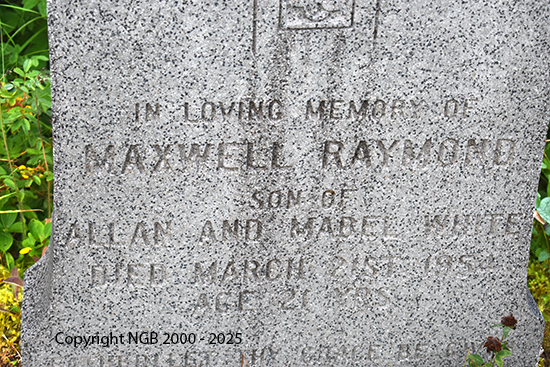 IN LOVING MEMORY OF
MAXWELL RAYMOND
SON OF
ALLAN AND MABEL WHITE
DIED MARCH 21ST
AGE 21 YRS
Copyright NGB 2000 - 2025